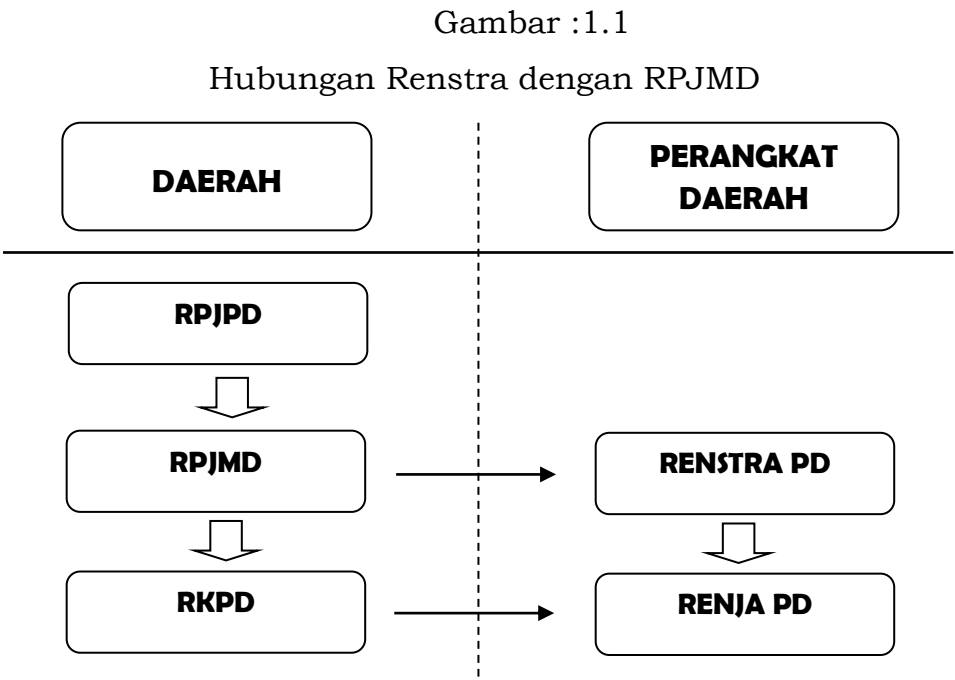 Gambar :1.1
Hubungan Renstra dengan RPJMD
DAERAH
PERANGKAT
DAERAH
RPJPD
RPJMD
RENSTRA PD
RKPD
RENJA PD